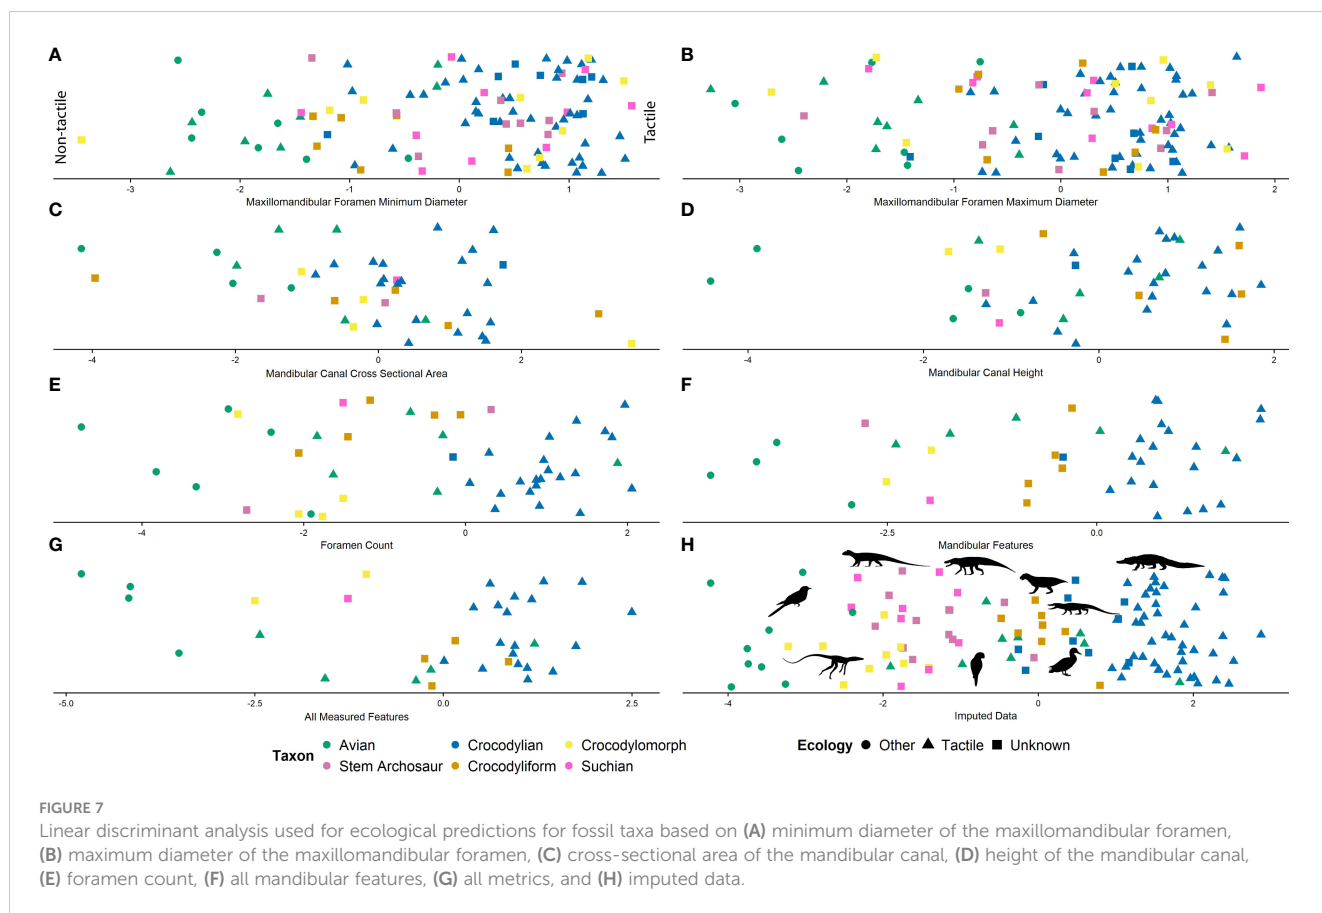 A
B
Non-tactile
Tactile
-3 -2 -1 0 1
-3 -2 -1 0 1 2
Maxillomandibular Foramen Minimum Diameter
Maxillomandibular Foramen Maximum Diameter
C
D
-4 -2 0 2
-4 -2 0 2
Mandibular Canal Cross Sectional Area
Mandibular Canal Height
E
F
-4 -2 0 2
-2.5 0.0
Foramen Count
Mandibular Features
G
H
-5.0 -2.5 0.0 2.5
-4 -2 0 2
All Measured Features
Imputed Data
Taxon Avian Crocodylian Crocodylomorph
Stem Archosaur Crocodyliform Suchian
Ecology Other Tactile Unknown
FIGURE 7
Linear discriminant analysis used for ecological predictions for fossil taxa based on (A) minimum diameter of the maxillomandibular foramen,
(B) maximum diameter of the maxillomandibular foramen, (C) cross-sectional area of the mandibular canal, (D) height of the mandibular canal,
(E) foramen count, (F) all mandibular features, (G) all metrics, and (H) imputed data.